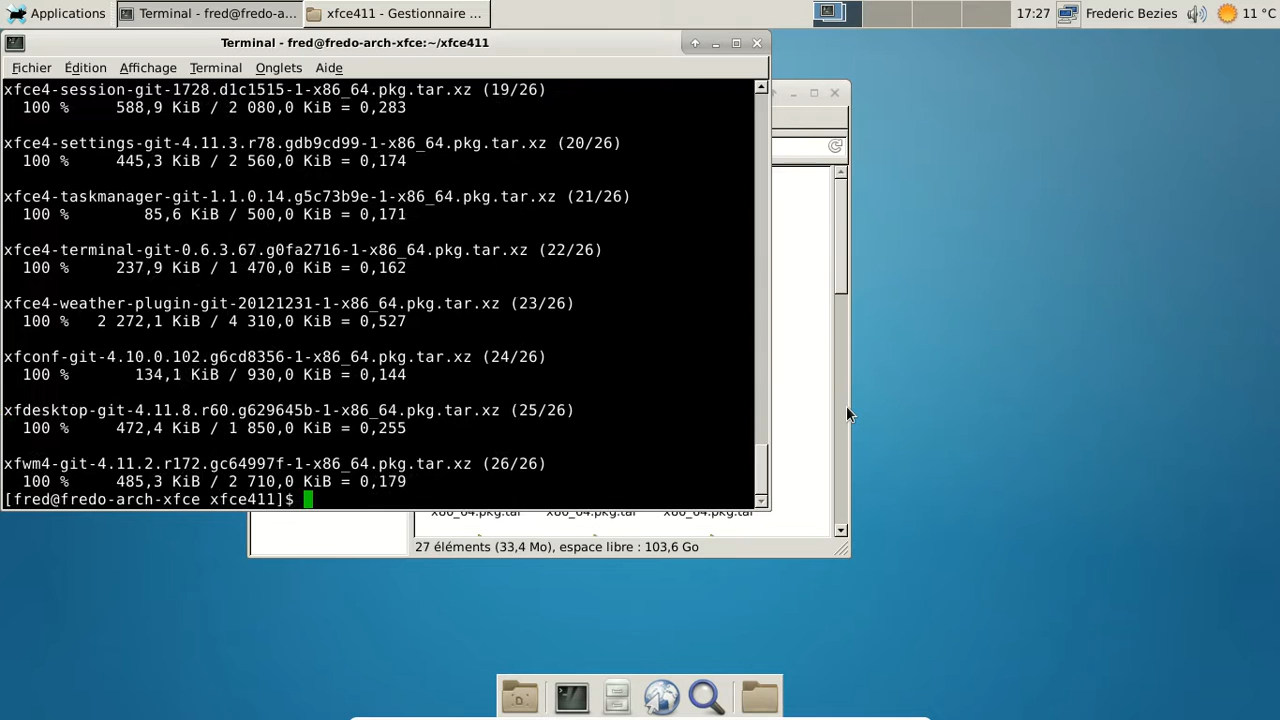 Applications
Terminal - fred@fredo-a...
xfce411 - Gestionnaire ...
17:27
Frederic Bezies
11 °C
Terminal - fred@fredo-arch-xfce:~/xfce411
Fichier Édition Affichage Terminal Onglets Aide
xfce4-session-git-1728.d1c1515-1-x86_64.pkg.tar.xz (19/26)
100 % 588,9 KiB / 2 080,0 KiB = 0,283
xfce4-settings-git-4.11.3.r78.gdb9cd99-1-x86_64.pkg.tar.xz (20/26)
100 % 445,3 KiB / 2 560,0 KiB = 0,174
xfce4-taskmanager-git-1.1.0.14.g5c73b9e-1-x86_64.pkg.tar.xz (21/26)
100 % 85,6 KiB / 500,0 KiB = 0,171
xfce4-terminal-git-0.6.3.67.g0fa2716-1-x86_64.pkg.tar.xz (22/26)
100 % 237,9 KiB / 1 470,0 KiB = 0,162
xfce4-weather-plugin-git-20121231-1-x86_64.pkg.tar.xz (23/26)
100 % 2 272,1 KiB / 4 310,0 KiB = 0,527
xfconf-git-4.10.0.102.g6cd8356-1-x86_64.pkg.tar.xz (24/26)
100 % 134,1 KiB / 930,0 KiB = 0,144
xfdesktop-git-4.11.8.r60.g629645b-1-x86_64.pkg.tar.xz (25/26)
100 % 472,4 KiB / 1 850,0 KiB = 0,255
xfwm4-git-4.11.2.r172.gc64997f-1-x86_64.pkg.tar.xz (26/26)
100 % 485,3 KiB / 2 710,0 KiB = 0,179
[fred@fredo-arch-xfce xfce411]$
x86_64.pkg.tar x86_64.pkg.tar x86_64.pkg.tar
27 éléments (33,4 Mo), espace libre : 103,6 Go